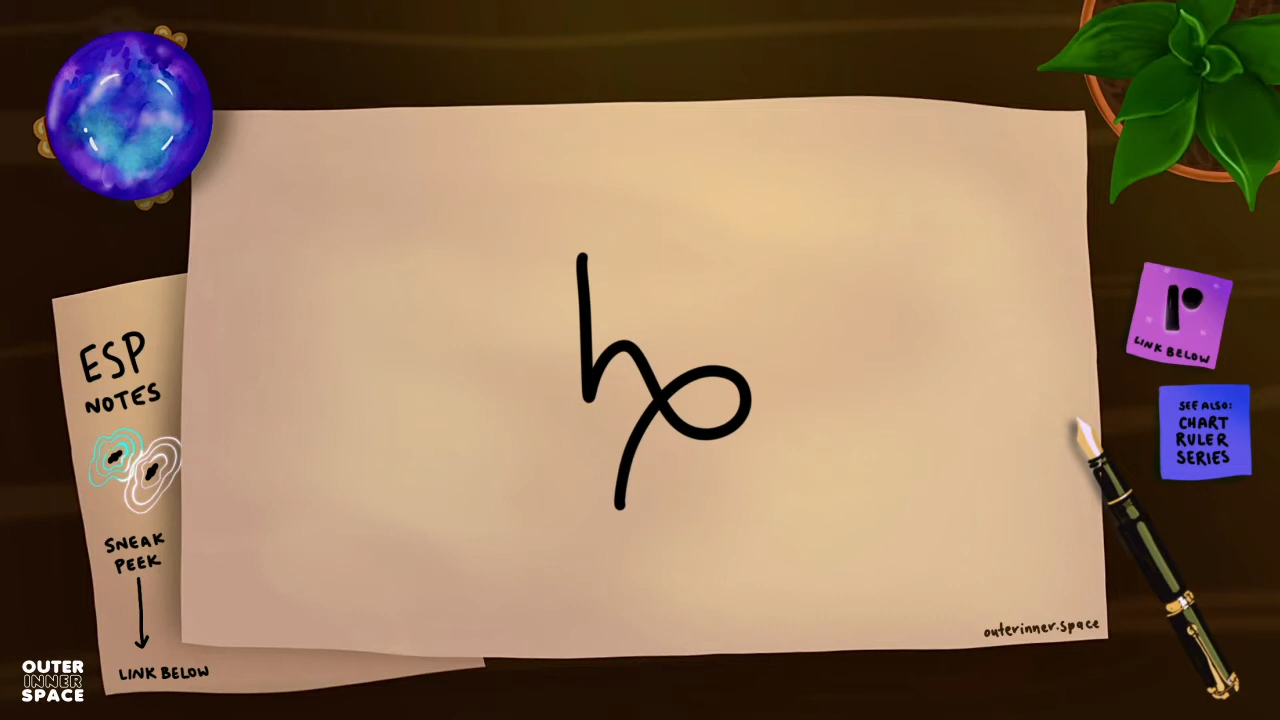 ESP
NOTES
SNEAK
PEEK
LINK BELOW
OUTER
INNER
SPACE
♑
outerinner.space
LINK BELOW
SEE ALSO:
CHART
RULER
SERIES